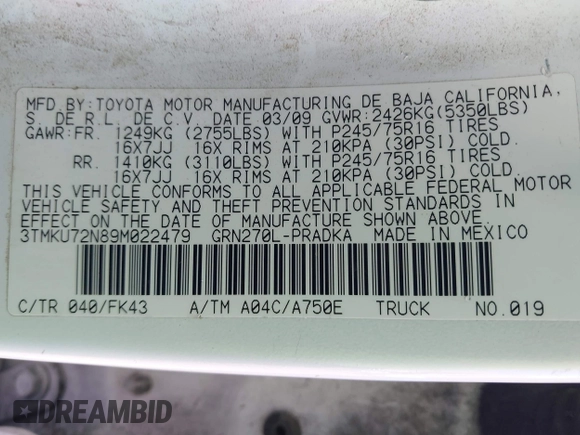 MFD.BY:TOYOTA MOTOR MANUFACTURING DE BAJA CALIFORNIA,
S. DE R.L. DE C.V. DATE 03/09 GVWR:2426KG(5350LBS)
GAWR:FR. 1249KG (2755LBS) WITH P245/75R16 TIRES
16X7JJ 16X RIMS AT 210KPA (30PSI) COLD.
RR. 1410KG (3110LBS) WITH P245/75R16 TIRES
16X7JJ 16X RIMS AT 210KPA (30PSI) COLD.
THIS VEHICLE CONFORMS TO ALL APPLICABLE FEDERAL MOTOR
VEHICLE SAFETY AND THEFT PREVENTION STANDARDS IN
EFFECT ON THE DATE OF MANUFACTURE SHOWN ABOVE.
3TMKU72N89M022479 GRN270L-PRADKA MADE IN MEXICO
C/TR 040/FK43 A/TM A04C/A750E TRUCK NO.019
DREAMBID